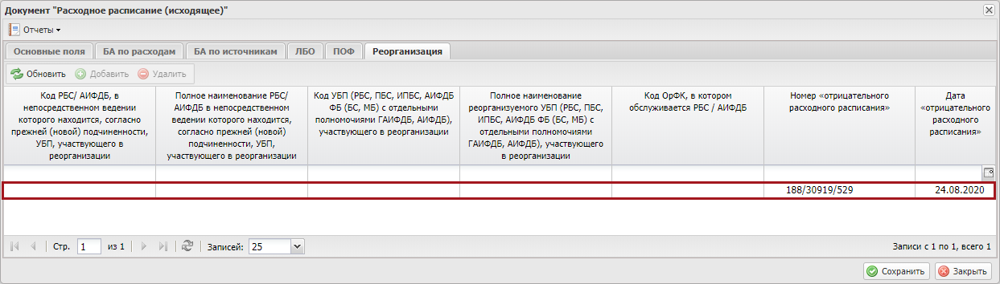 Документ "Расходное расписание (исходящее)"
Отчеты
Основные поля БА по расходам БА по источникам ЛБО ПОФ Реорганизация
Обновить Добавить Удалить
Код РБС/ АИФДБ, в
непосредственном ведении
которого находится, согласно
прежней (новой) подчиненности,
УБП, участвующего в
реорганизации
Полное наименование РБС/
АИФДБ в непосредственном
ведении которого находится,
согласно прежней (новой)
подчиненности, УБП,
участвующего в реорганизации
Код УБП (РБС, ПБС, ИПБС, АИФДБ
ФБ (БС, МБ) с отдельными
полномочиями ГАИФДБ, АИФДБ),
участвующего в реорганизации
Полное наименование
реорганизуемого УБП (РБС, ПБС,
ИПБС, АИФДБ ФБ (БС, МБ) с
отдельными полномочиями
ГАИФДБ, АИФДБ), участвующего
в реорганизации
Код ОрФК, в котором
обслуживается РБС / АИФДБ
Номер «отрицательного
расходного расписания»
Дата
«отрицательного
расходного
расписания»
188/30919/529 24.08.2020
Стр. 1 из 1 Записей: 25 Записи с 1 по 1, всего 1
Сохранить Закрыть